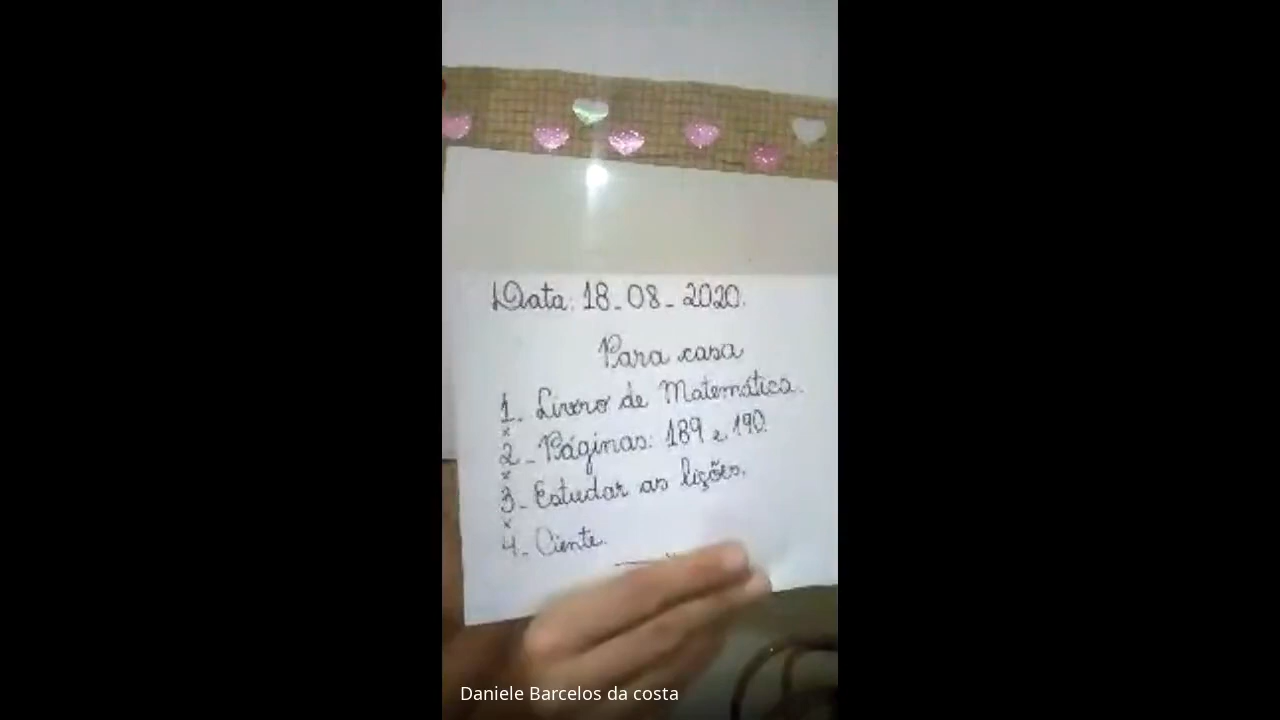 Data: 18-08-2020.
Para casa
1- Livro de Matemática.
x
2- Páginas: 189 e 190.
x
3- Estudar as lições.
x
4- Ciente.
Daniele Barcelos da costa